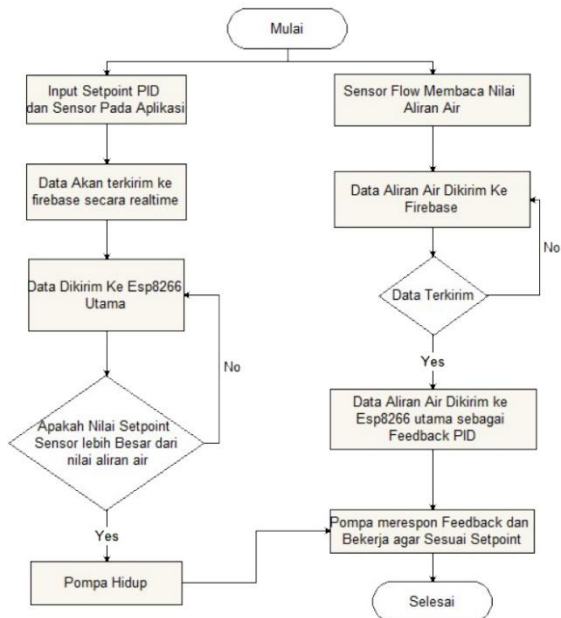 Mulai
Input Setpoint PID
dan Sensor Pada Aplikasi
Data Akan terkirim ke
firebase secara realtime
Data Dikirim Ke Esp8266
Utama
No
Apakah Nilai Setpoint
Sensor lebih Besar dari
nilai aliran air
Yes
Pompa Hidup
Sensor Flow Membaca Nilai
Aliran Air
Data Aliran Air Dikirim Ke
Firebase
No
Data Terkirim
Yes
Data Aliran Air Dikirim ke
Esp8266 utama sebagai
Feedback PID
Pompa merespon Feedback dan
Bekerja agar Sesuai Setpoint
Selesai